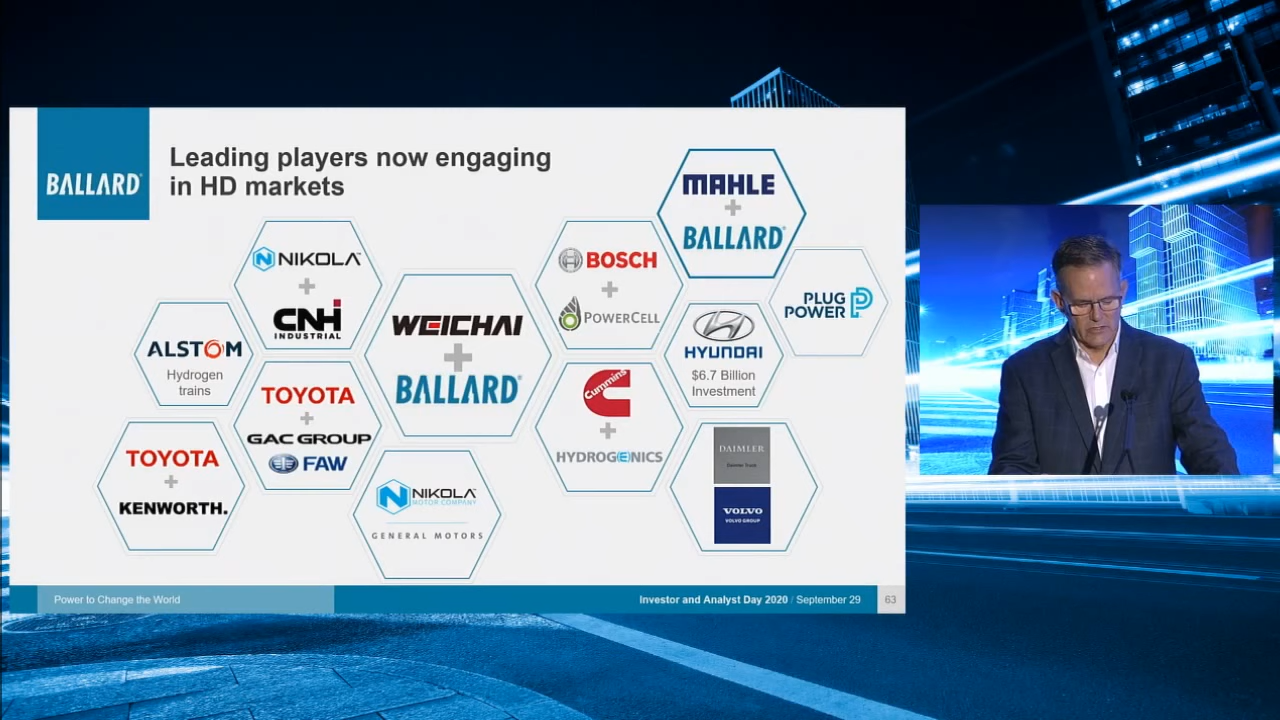 BALLARD
Leading players now engaging
in HD markets
MAHLE
+
BALLARD
NIKOLA
+
CNH
INDUSTRIAL
BOSCH
+
POWERCELL
PLUG
POWER
WEICHAI
+
BALLARD
ALSTOM
Hydrogen
trains
HYUNDAI
$6.7 Billion
Investment
TOYOTA
+
GAC GROUP
FAW
Cummins
+
HYDROGENICS
TOYOTA
+
KENWORTH.
NIKOLA
MOTOR COMPANY
GENERAL MOTORS
DAIMLER
Daimler Truck
VOLVO
VOLVO GROUP
Power to Change the World
Investor and Analyst Day 2020 / September 29
63